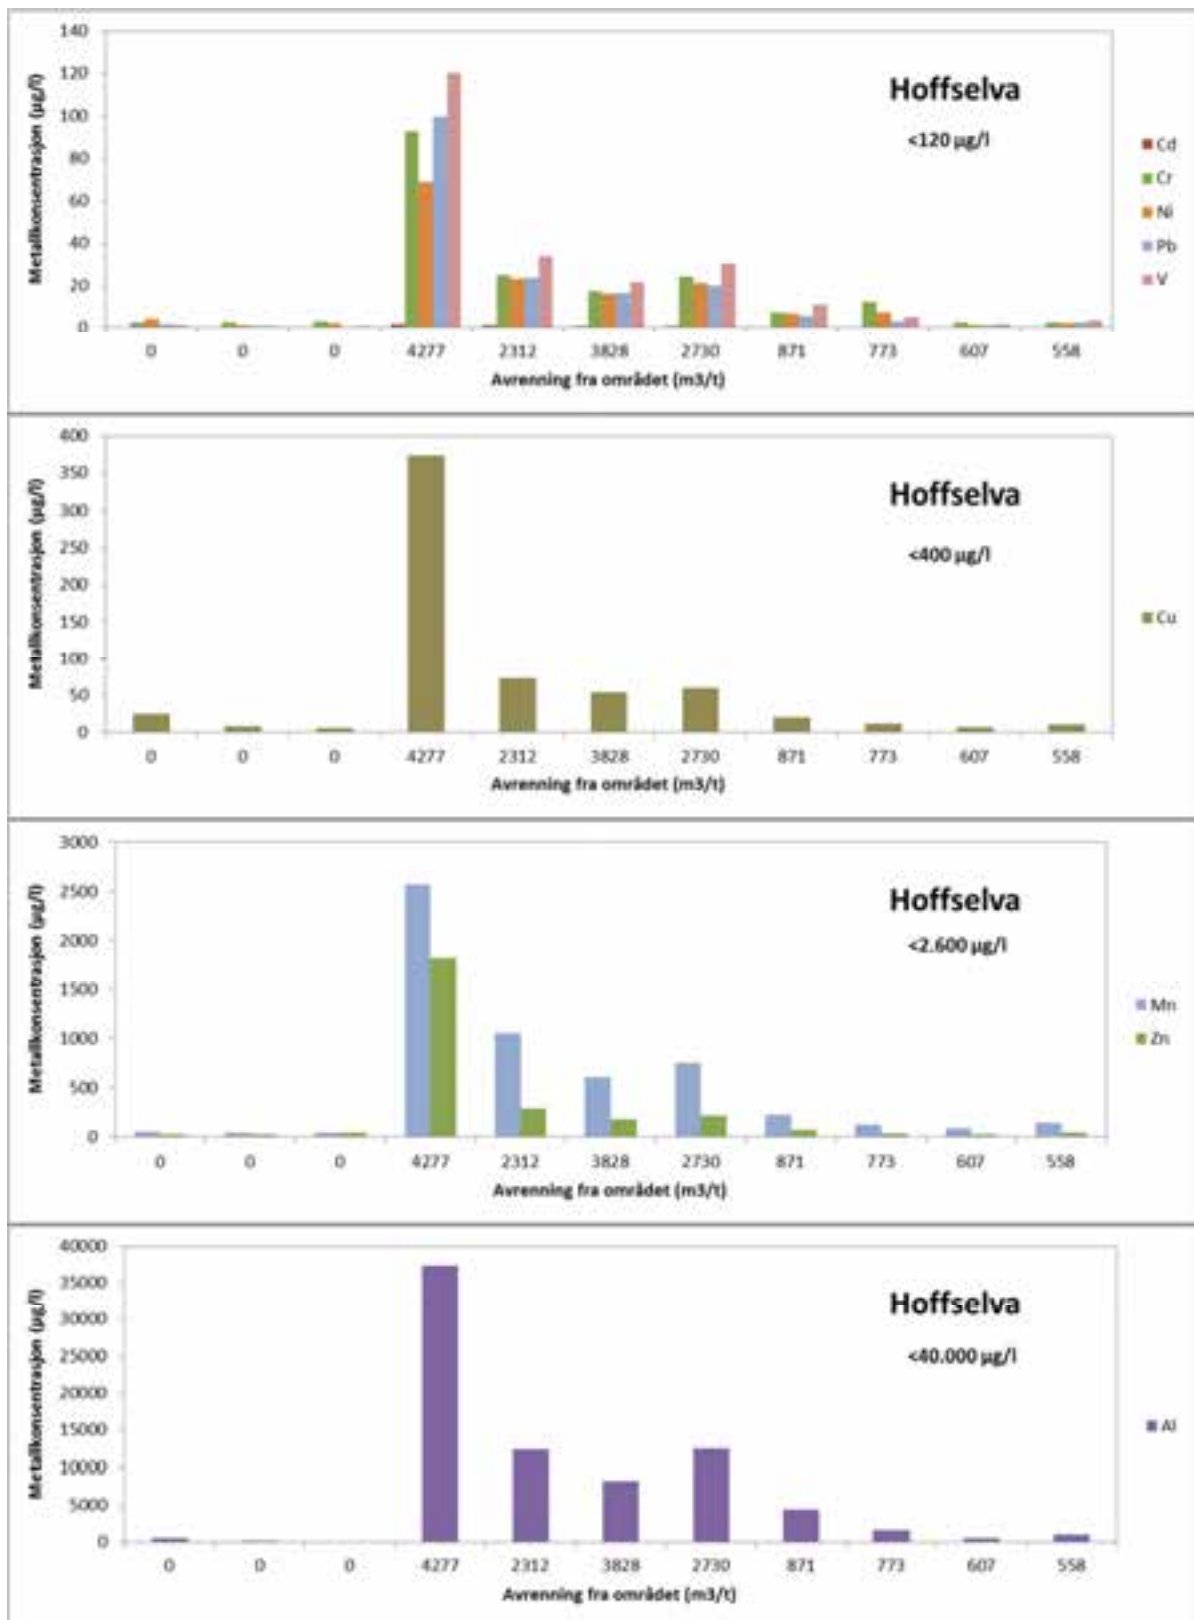 140
120
100
80
60
40
20
0
Metallkonsentrasjon (µg/l)
Hoffselva
<120 µg/l
Cd
Cr
Ni
Pb
V
0 0 0 4277 2312 3828 2730 871 773 607 558
Avrenning fra området (m3/t)
400
350
300
250
200
150
100
50
0
Metallkonsentrasjon (µg/l)
Hoffselva
<400 µg/l
Cu
0 0 0 4277 2312 3828 2730 871 773 607 558
Avrenning fra området (m3/t)
3000
2500
2000
1500
1000
500
0
Metallkonsentrasjon (µg/l)
Hoffselva
<2.600 µg/l
Mn
Zn
0 0 0 4277 2312 3828 2730 871 773 607 558
Avrenning fra området (m3/t)
40000
35000
30000
25000
20000
15000
10000
5000
0
Metallkonsentrasjon (µg/l)
Hoffselva
<40.000 µg/l
Al
0 0 0 4277 2312 3828 2730 871 773 607 558
Avrenning fra området (m3/t)